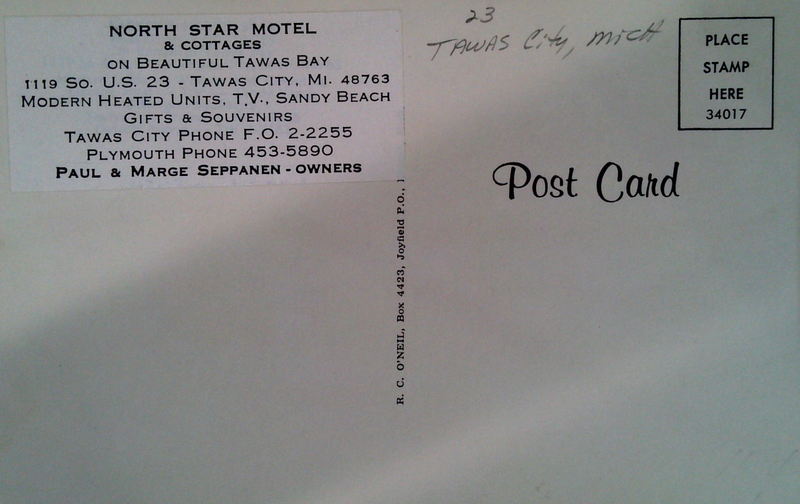 NORTH STAR MOTEL
& COTTAGES
ON BEAUTIFUL TAWAS BAY
1119 SO. U.S. 23 - TAWAS CITY, MI. 48763
MODERN HEATED UNITS, T.V., SANDY BEACH
GIFTS & SOUVENIRS
TAWAS CITY PHONE F.O. 2-2255
PLYMOUTH PHONE 453-5890
PAUL & MARGE SEPPANEN - OWNERS
R. C. O'NEIL, Box 4423, Joyfield P.O.,
23
TAWAS City, Mich
PLACE
STAMP
HERE
34017
Post Card